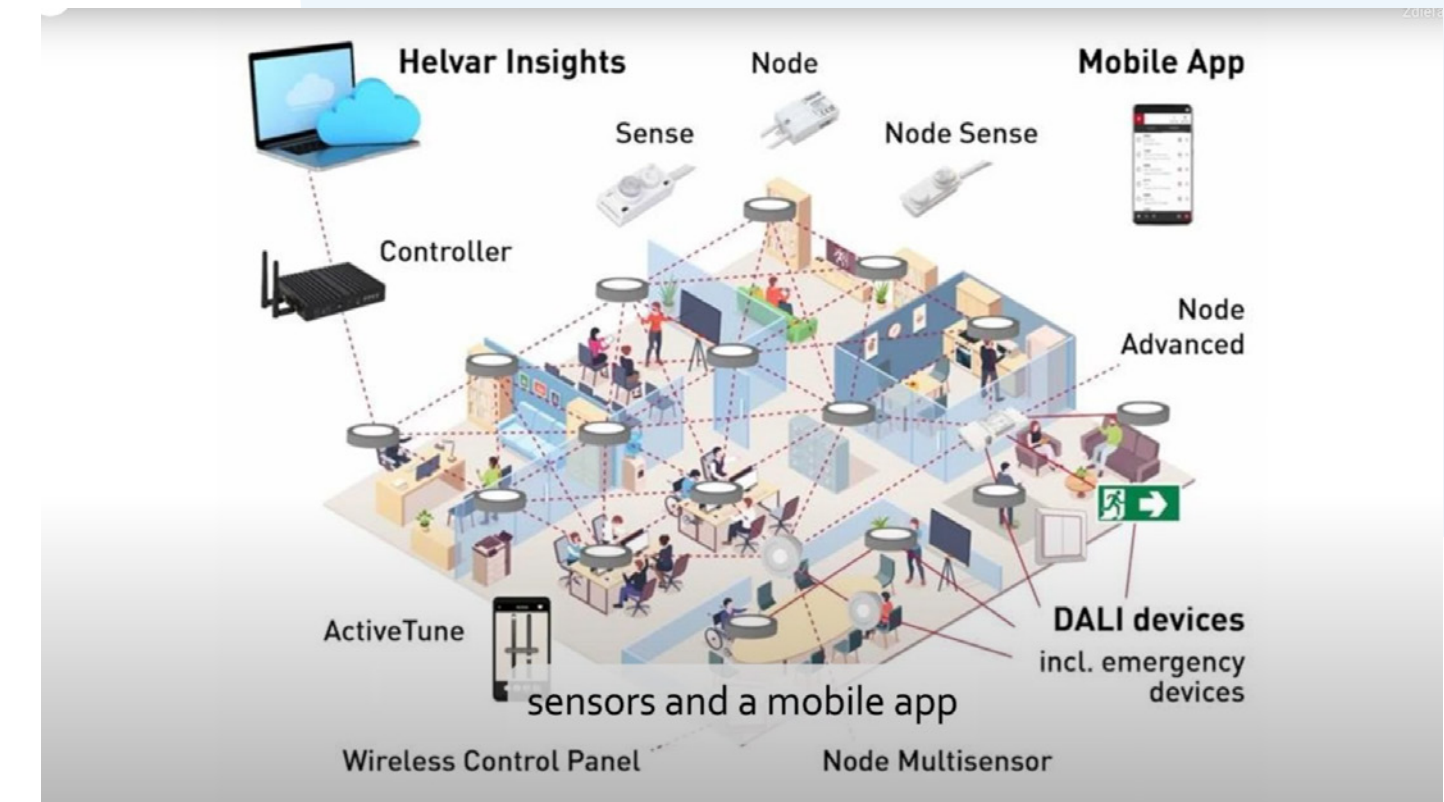 Helvar Insights
Node
Mobile App
Sense
Node Sense
Controller
Node
Advanced
ActiveTune
DALI devices
incl. emergency
devices
sensors and a mobile app
Wireless Control Panel
Node Multisensor